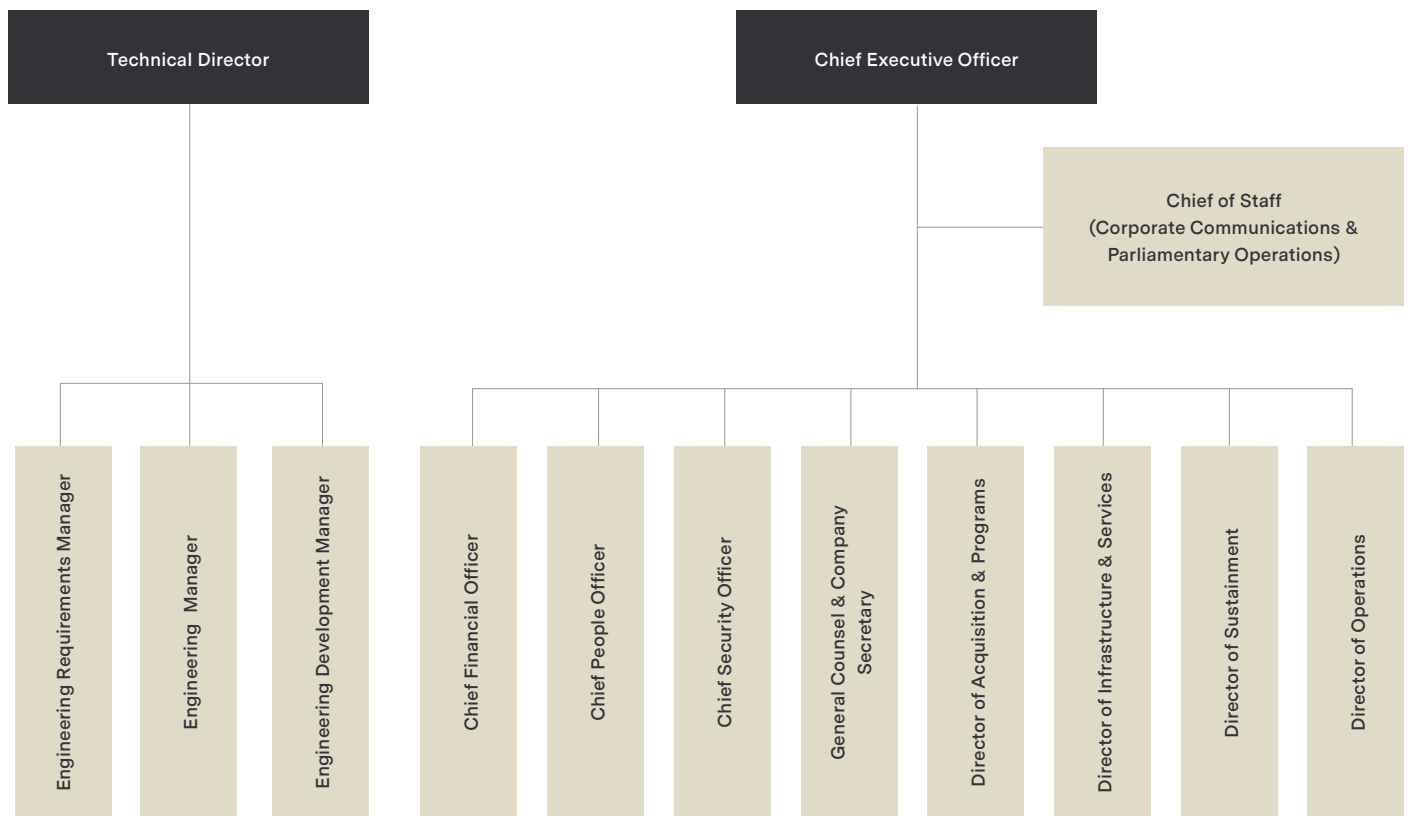 Technical Director
Chief Executive Officer
Chief of Staff
(Corporate Communications &
Parliamentary Operations)
Engineering Requirements Manager
Engineering  Manager
Engineering Development Manager
Chief Financial Officer
Chief People Officer
Chief Security Officer
General Counsel & Company
Secretary
Director of Acquisition & Programs
Director of Infrastructure & Services
Director of Sustainment
Director of Operations